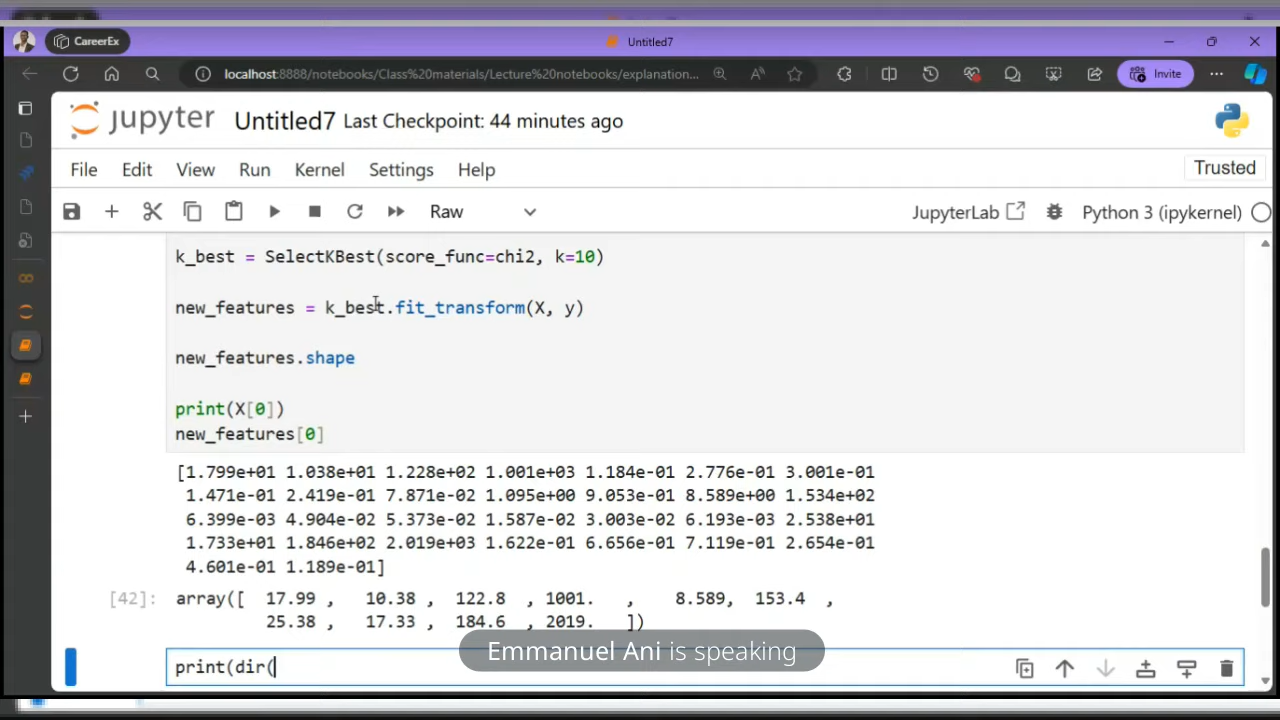 CareerEx
Untitled7
localhost:8888/notebooks/Class%20materials/Lecture%20notebooks/explanation...
Invite
jupyter Untitled7 Last Checkpoint: 44 minutes ago
File Edit View Run Kernel Settings Help
Trusted
Raw
JupyterLab
Python 3 (ipykernel)
k_best = SelectKBest(score_func=chi2, k=10)
new_features = k_best.fit_transform(X, y)
new_features.shape
print(X[0])
new_features[0]
[1.799e+01 1.038e+01 1.228e+02 1.001e+03 1.184e-01 2.776e-01 3.001e-01
1.471e-01 2.419e-01 7.871e-02 1.095e+00 9.053e-01 8.589e+00 1.534e+02
6.399e-03 4.904e-02 5.373e-02 1.587e-02 3.003e-02 6.193e-03 2.538e+01
1.733e+01 1.846e+02 2.019e+03 1.622e-01 6.656e-01 7.119e-01 2.654e-01
4.601e-01 1.189e-01]
[42]: array([ 17.99 , 10.38 , 122.8 , 1001. , 8.589, 153.4 ,
25.38 , 17.33 , 184.6 , 2019. ])
Emmanuel Ani is speaking
print(dir(